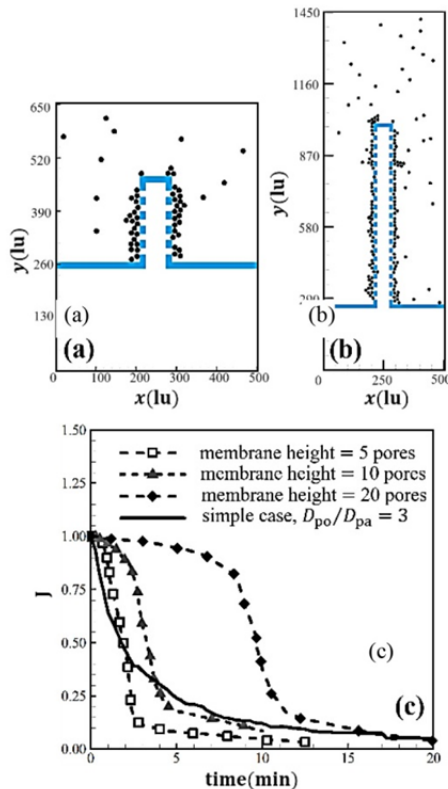 (a)
650
520
390
260
130
y(lu)
(a)
(a)
0 100 200 300 400 500
x(lu)
(b)
1450
1160
870
580
y(lu)
(b)
(b)
0 250 500
x(lu)
1.50
1.25
1.00
0.75
0.50
0.25
0.00
J
membrane height = 5 pores
membrane height = 10 pores
membrane height = 20 pores
simple case, D_po/D_pa = 3
(c)
(c)
0 5 10 15 20
time(min)